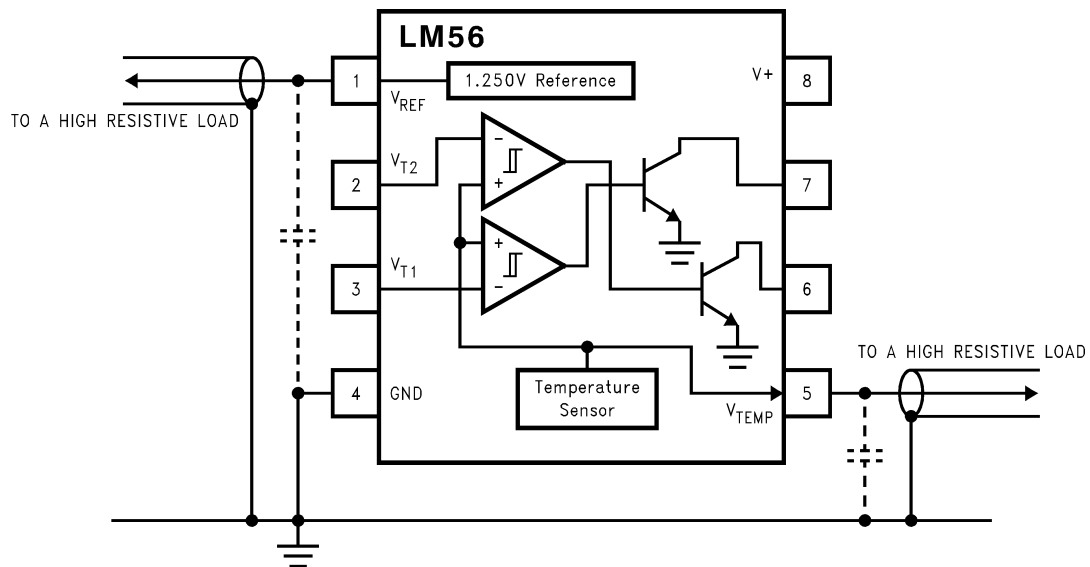 LM56
1
1.250V Reference
V+
8
VREF
TO A HIGH RESISTIVE LOAD
−
VT2
2
+
7
+
VT1
3
−
6
TO A HIGH RESISTIVE LOAD
4
GND
Temperature
Sensor
5
VTEMP